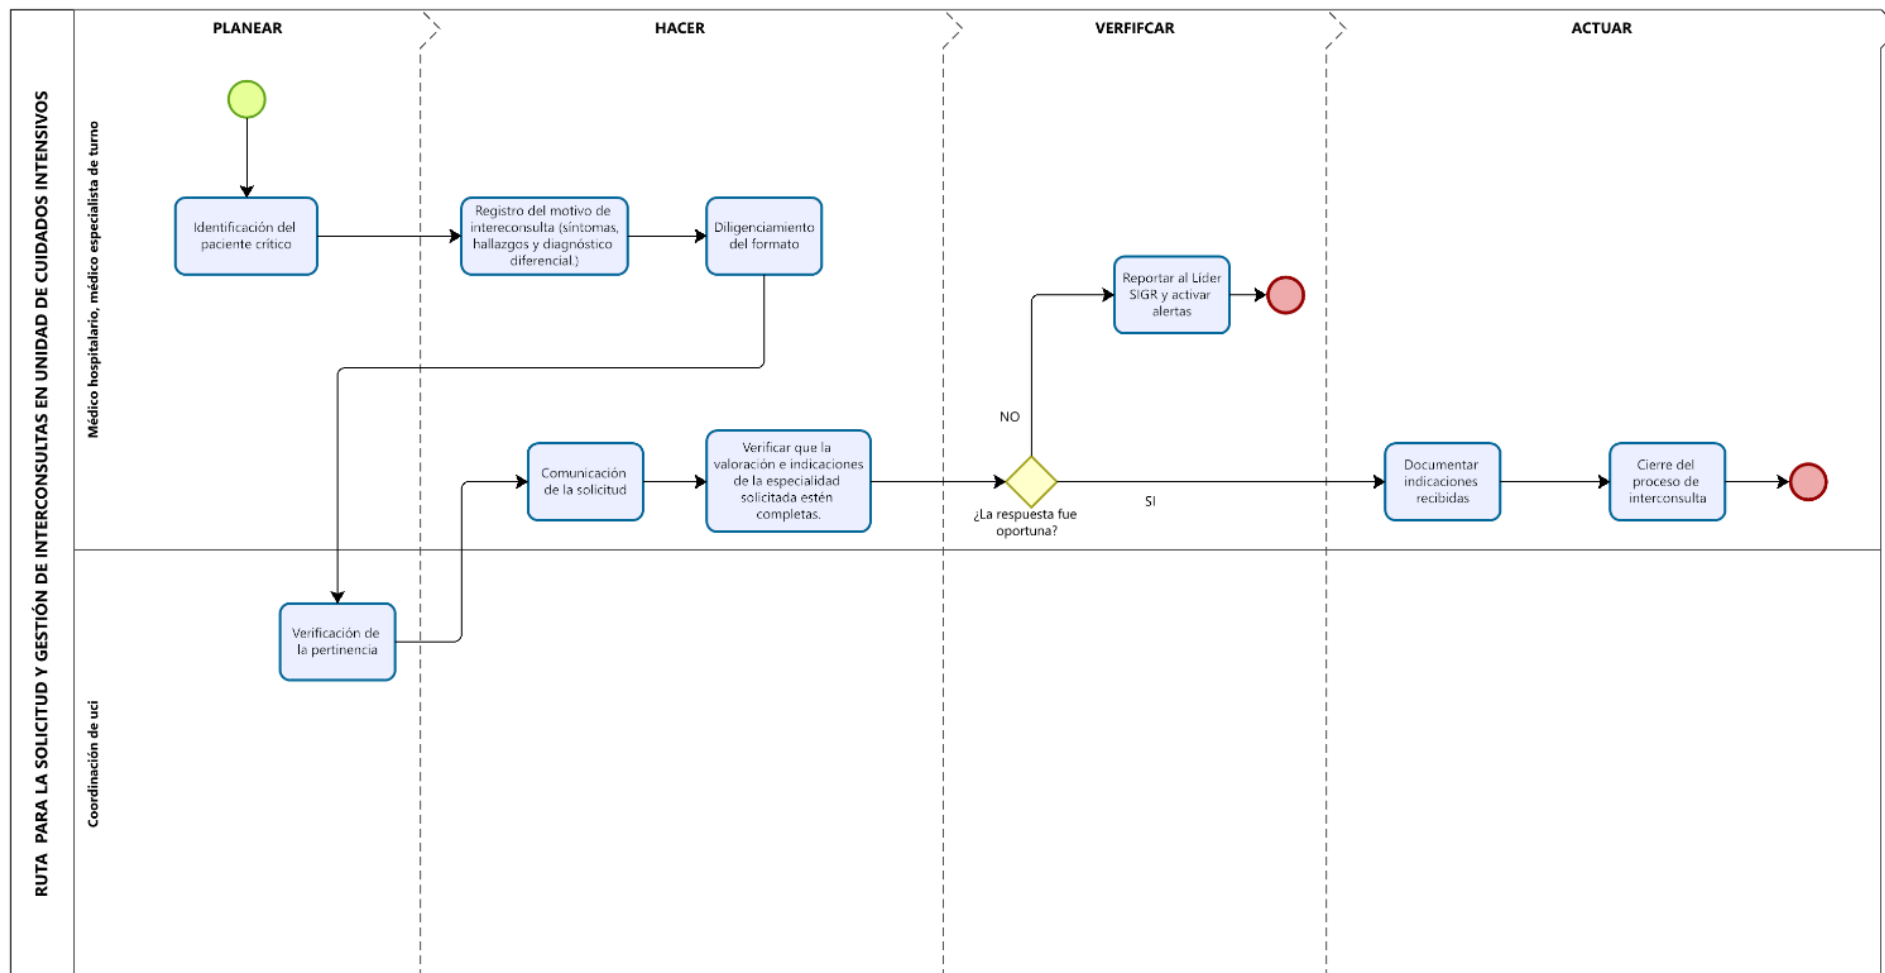 RUTA PARA LA SOLICITUD Y GESTIÓN DE INTERCONSULTAS EN UNIDAD DE CUIDADOS INTENSIVOS
PLANEAR
HACER
VERFIFCAR
ACTUAR
Médico hospitalario, médico especialista de turno
Identificación del
paciente crítico
Registro del motivo de
intereconsulta (síntomas,
hallazgos y diagnóstico
diferencial.)
Diligenciamiento
del formato
Reportar al Líder
SIGR y activar
alertas
NO
Comunicación
de la solicitud
Verificar que la
valoración e indicaciones
de la especialidad
solicitada estén
completas.
¿La respuesta fue
oportuna?
SI
Documentar
indicaciones
recibidas
Cierre del
proceso de
interconsulta
Coordinación de uci
Verificación de
la pertinencia